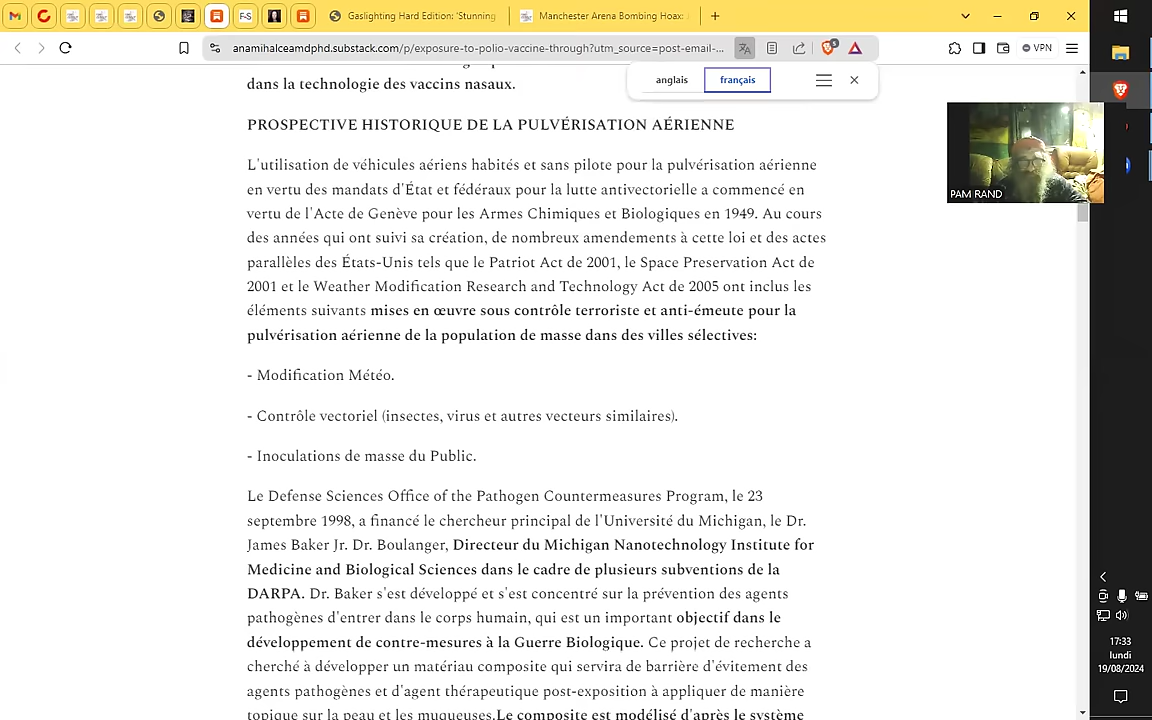 F-S
Gaslighting Hard Edition: 'Stunning
Manchester Arena Bombing Hoax:
anamihalceamdphd.substack.com/p/exposure-to-polio-vaccine-through?utm_source=post-email-...
5
VPN
anglais
français
dans la technologie des vaccins nasaux.
PROSPECTIVE HISTORIQUE DE LA PULVÉRISATION AÉRIENNE
L'utilisation de véhicules aériens habités et sans pilote pour la pulvérisation aérienne
en vertu des mandats d'État et fédéraux pour la lutte antivectorielle a commencé en
vertu de l'Acte de Genève pour les Armes Chimiques et Biologiques en 1949. Au cours
des années qui ont suivi sa création, de nombreux amendements à cette loi et des actes
parallèles des États-Unis tels que le Patriot Act de 2001, le Space Preservation Act de
2001 et le Weather Modification Research and Technology Act de 2005 ont inclus les
éléments suivants mises en œuvre sous contrôle terroriste et anti-émeute pour la
pulvérisation aérienne de la population de masse dans des villes sélectives:
- Modification Météo.
- Contrôle vectoriel (insectes, virus et autres vecteurs similaires).
- Inoculations de masse du Public.
Le Defense Sciences Office of the Pathogen Countermeasures Program, le 23
septembre 1998, a financé le chercheur principal de l'Université du Michigan, le Dr.
James Baker Jr. Dr. Boulanger, Directeur du Michigan Nanotechnology Institute for
Medicine and Biological Sciences dans le cadre de plusieurs subventions de la
DARPA. Dr. Baker s'est développé et s'est concentré sur la prévention des agents
pathogènes d'entrer dans le corps humain, qui est un important objectif dans le
développement de contre-mesures à la Guerre Biologique. Ce projet de recherche a
cherché à développer un matériau composite qui servira de barrière d'évitement des
agents pathogènes et d'agent thérapeutique post-exposition à appliquer de manière
topique sur la peau et les muqueuses.Le composite est modélisé d'après le système
PAM RAND
17:33
lundi
19/08/2024